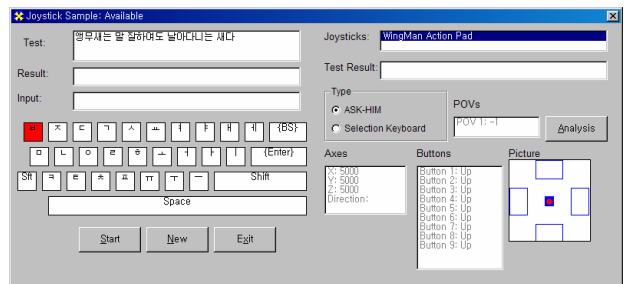 Joystick Sample: Available
Test: 앵무새는 말 잘하여도 날아다니는 새다
Result:
Input:
ㅂ ㅈ ㄷ ㄱ ㅅ ㅛ ㅕ ㅑ ㅐ ㅔ {BS}
ㅁ ㄴ ㅇ ㄹ ㅎ ㅗ ㅓ ㅏ ㅣ {Enter}
Sft ㅋ ㅌ ㅊ ㅍ ㅠ ㅜ ㅡ Shift
Space
Start New Exit
Joysticks: WingMan Action Pad
Test Result:
Type
ASK-HIM
Selection Keyboard
POVs
POV 1: -1
Analysis
Axes
X: 5000
Y: 5000
Z: 5000
Direction:
Buttons
Button 1: Up
Button 2: Up
Button 3: Up
Button 4: Up
Button 5: Up
Button 6: Up
Button 7: Up
Button 8: Up
Button 9: Up
Picture